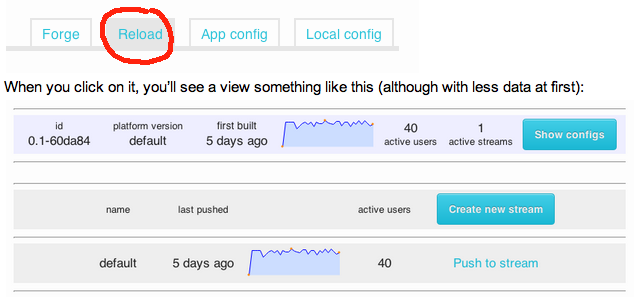 Forge Reload App config Local config
When you click on it, you'll see a view something like this (although with less data at first):
id platform version first built 40 1 Show configs
0.1-60da84 default 5 days ago active users active streams
name last pushed active users Create new stream
default 5 days ago 40 Push to stream